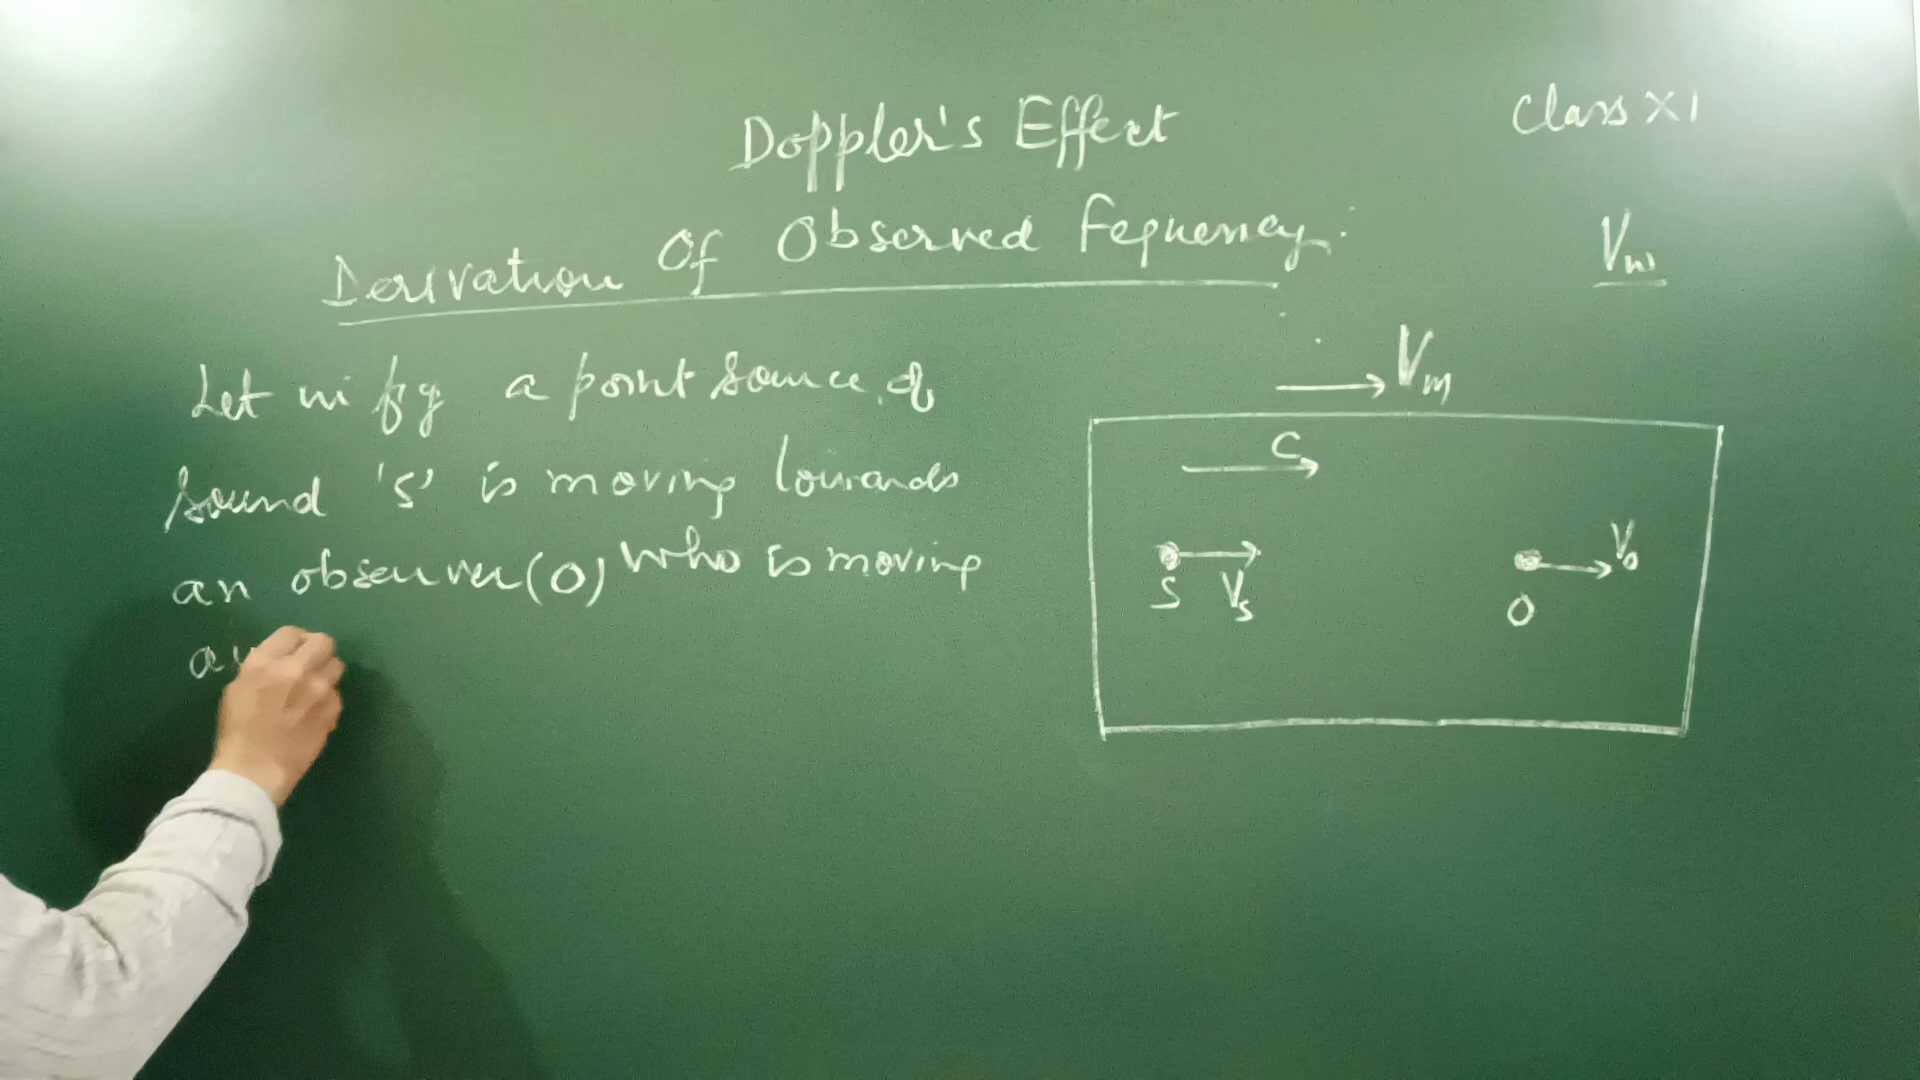 Doppler's Effect
Class XI
Derivation Of Observed Fequency:
Vm
Let in fig a point source of
Vm
sound 's' is moving towards
C
an observer (O) who is moving
S Vs
O Vo